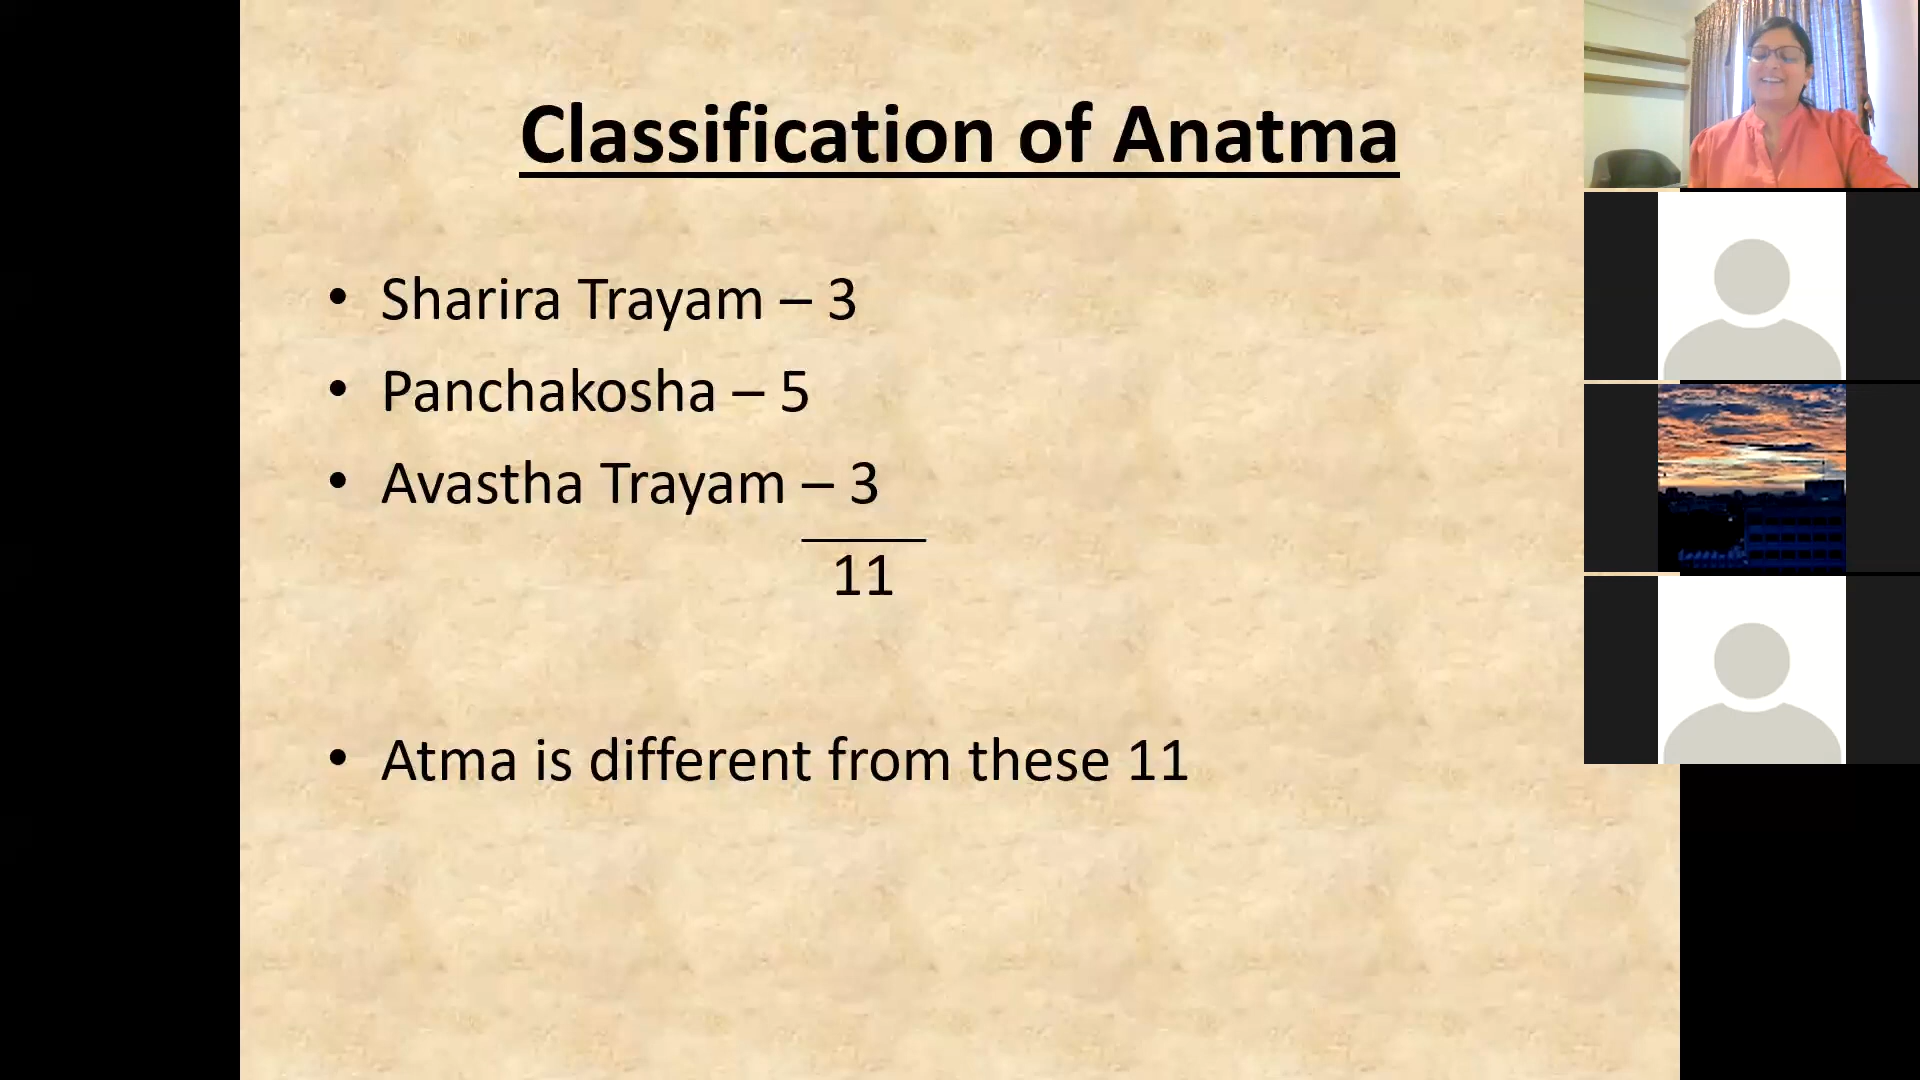 Classification of Anatma
• Sharira Trayam – 3
• Panchakosha – 5
• Avastha Trayam – 3
11
• Atma is different from these 11